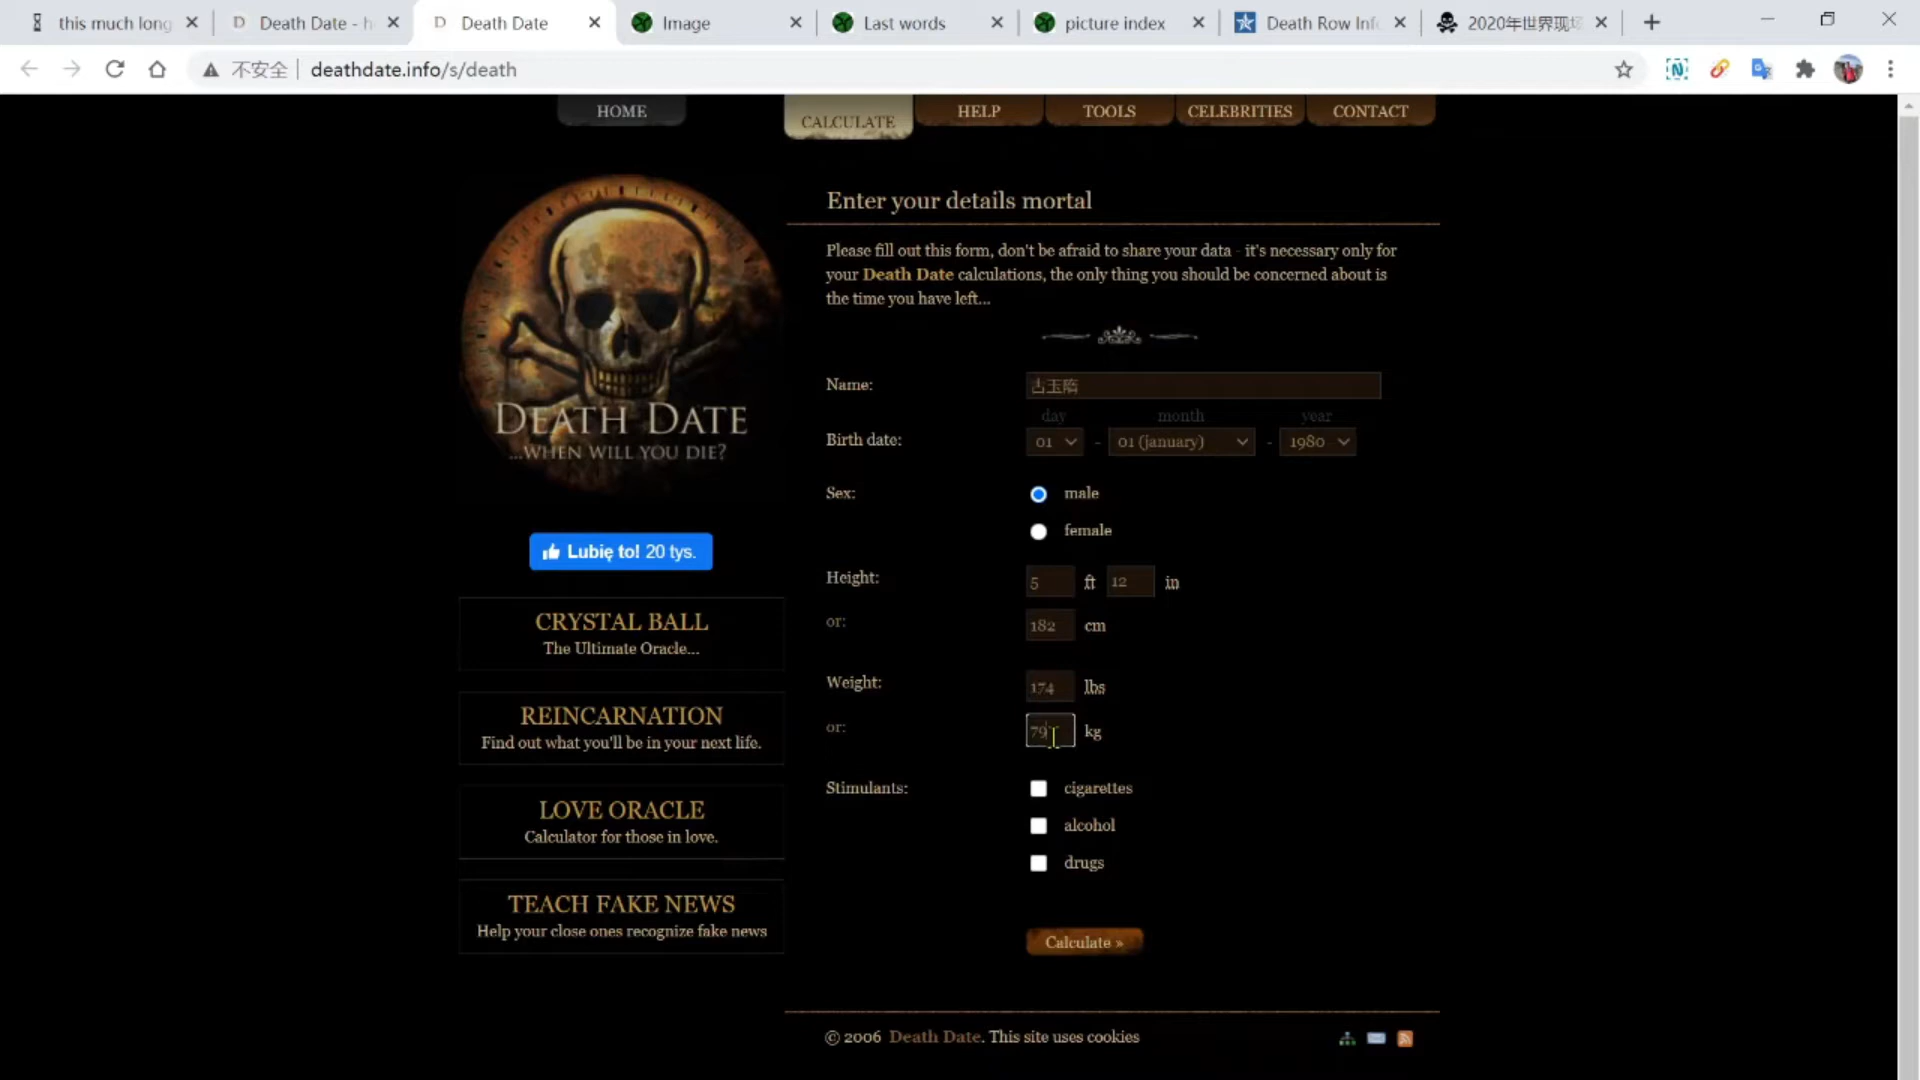 this much long
Death Date - h
Death Date
Image
Last words
picture index
Death Row Inf
2020年世界现场
不安全
deathdate.info/s/death
HOME
CALCULATE
HELP
TOOLS
CELEBRITIES
CONTACT
DEATH DATE
...WHEN WILL YOU DIE?
Lubię to! 20 tys.
CRYSTAL BALL
The Ultimate Oracle...
REINCARNATION
Find out what you'll be in your next life.
LOVE ORACLE
Calculator for those in love.
TEACH FAKE NEWS
Help your close ones recognize fake news
Enter your details mortal
Please fill out this form, don't be afraid to share your data - it's necessary only for
your Death Date calculations, the only thing you should be concerned about is
the time you have left...
Name: 古玉隋
day month year
Birth date: 01 - 01 (january) - 1980
Sex: male
female
Height: 5 ft 12 in
or: 182 cm
Weight: 174 lbs
or: 79 kg
Stimulants: cigarettes
alcohol
drugs
Calculate »
© 2006 Death Date. This site uses cookies